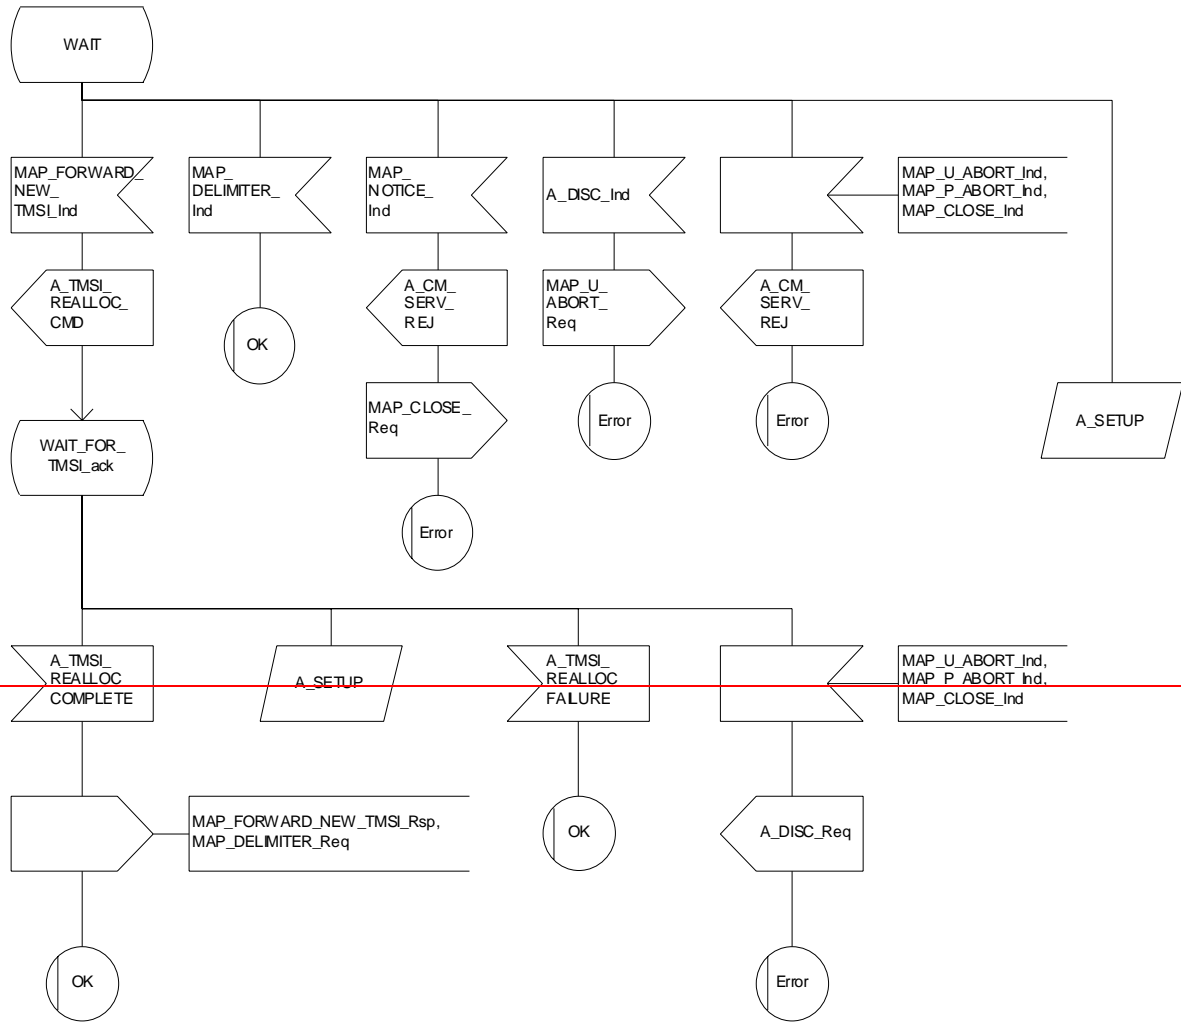 WAIT
MAP_FORWARD_
NEW_
TMSI_Ind
MAP_
DELIMITER_
Ind
MAP_
NOTICE_
Ind
A_DISC_Ind
MAP_U_ABORT_Ind,
MAP_P_ABORT_Ind,
MAP_CLOSE_Ind
A_TMSI_
REALLOC_
CMD
OK
A_CM_
SERV_
REJ
MAP_U_
ABORT_
Req
A_CM_
SERV_
REJ
MAP_CLOSE_
Req
Error
Error
A_SETUP
WAIT_FOR_
TMSI_ack
Error
A_TMSI_
REALLOC
COMPLETE
A_SETUP
A_TMSI_
REALLOC
FAILURE
MAP_U_ABORT_Ind,
MAP_P_ABORT_Ind,
MAP_CLOSE_Ind
MAP_FORWARD_NEW_TMSI_Rsp,
MAP_DELIMITER_Req
OK
A_DISC_Req
OK
Error